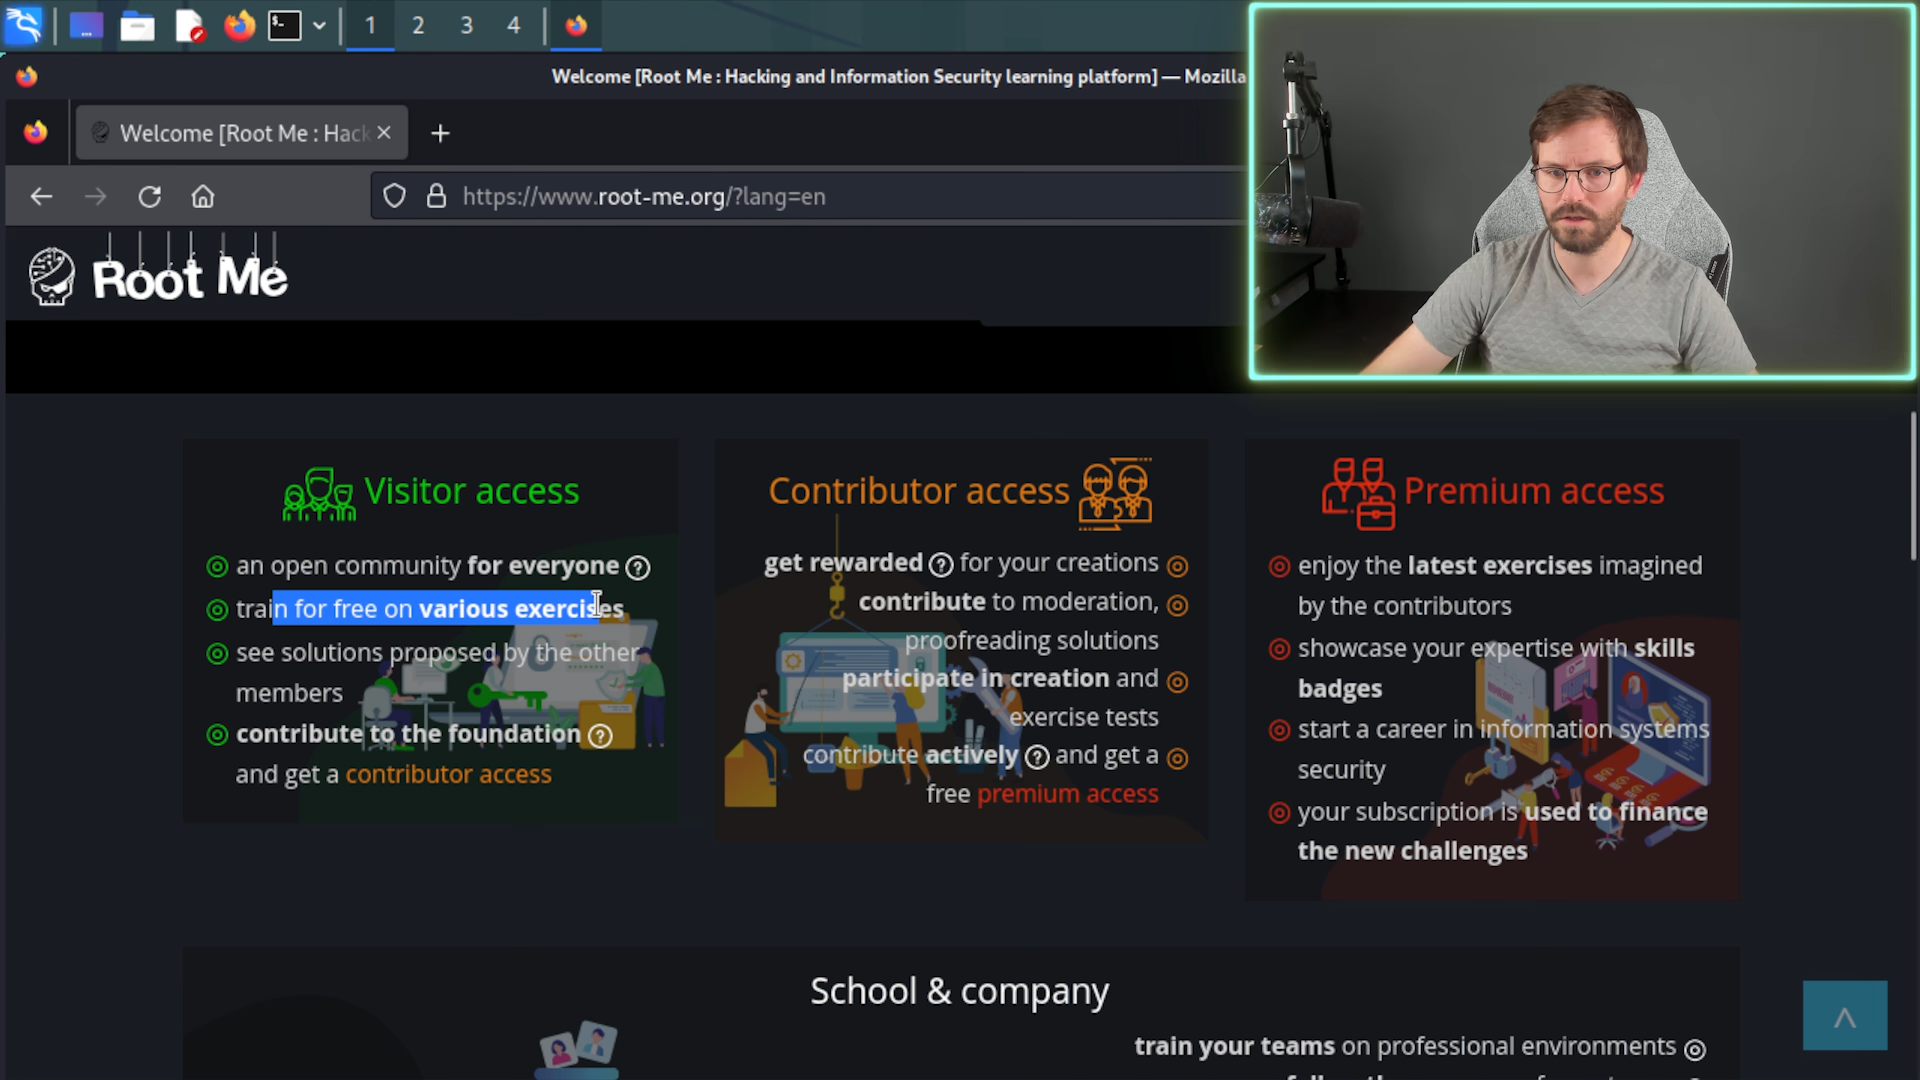 1 2 3 4
Welcome [Root Me : Hacking and Information Security learning platform] — Mozilla
Welcome [Root Me : Hack
https://www.root-me.org/?lang=en
Root Me
Visitor access
an open community for everyone
train for free on various exercises
see solutions proposed by the other
members
contribute to the foundation
and get a contributor access
Contributor access
get rewarded for your creations
contribute to moderation,
proofreading solutions
participate in creation and
exercise tests
contribute actively and get a
free premium access
Premium access
enjoy the latest exercises imagined
by the contributors
showcase your expertise with skills
badges
start a career in information systems
security
your subscription is used to finance
the new challenges
School & company
train your teams on professional environments